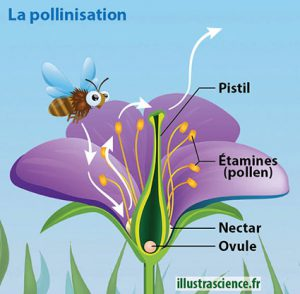 La pollinisation
Pistil
Étamines
(pollen)
Nectar
Ovule
illustrascience.fr